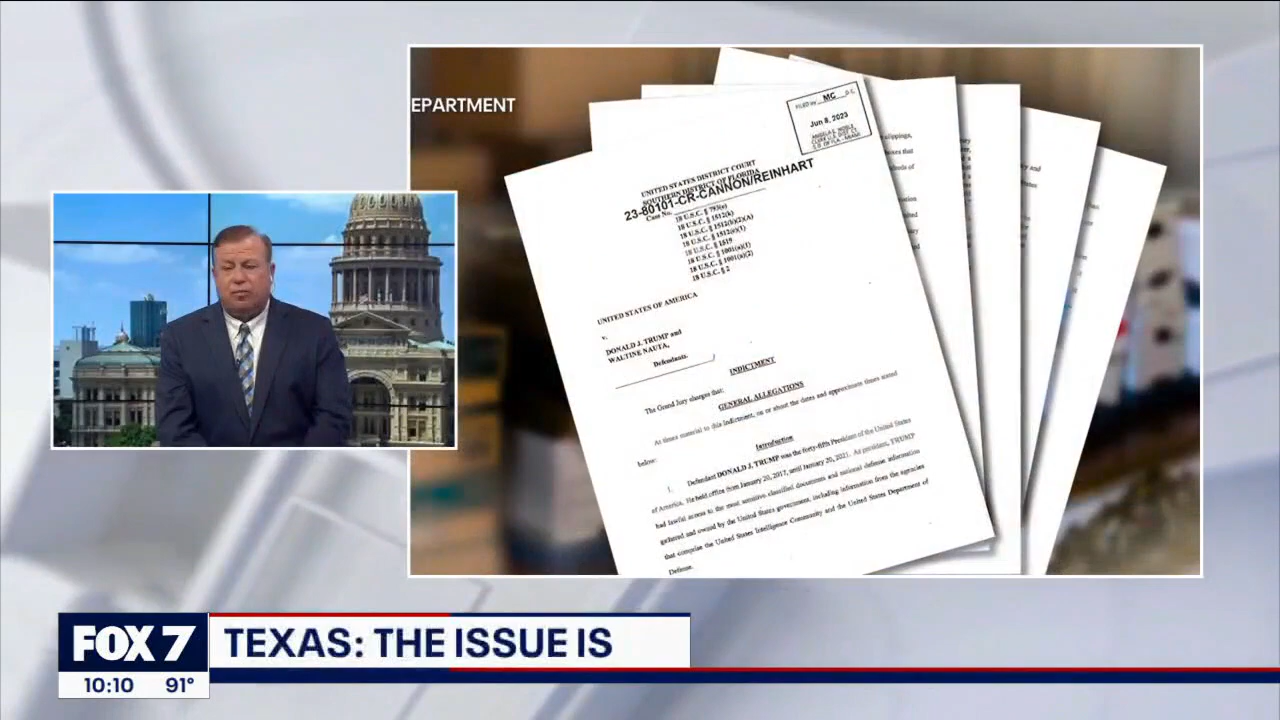 EPARTMENT
FILED BY MC D.C.
Jun 8, 2023
ANGELA E. NOBLE
CLERK U.S. DIST. CT.
S.D. OF FLA. - MIAMI
UNITED STATES DISTRICT COURT
SOUTHERN DISTRICT OF FLORIDA
23-80101-CR-CANNON/REINHART
Case No.
18 U.S.C. § 793(e)
18 U.S.C. § 1512(k)
18 U.S.C. § 1512(b)(2)(A)
18 U.S.C. § 1512(c)(1)
18 U.S.C. § 1519
18 U.S.C. § 1001(a)(1)
18 U.S.C. § 1001(a)(2)
18 U.S.C. § 2
UNITED STATES OF AMERICA
v.
DONALD J. TRUMP and
WALTINE NAUTA,
Defendants.
INDICTMENT
The Grand Jury charges that:
GENERAL ALLEGATIONS
At times material to this Indictment, on or about the dates and approximate times stated
below:
Introduction
1. Defendant DONALD J. TRUMP was the forty-fifth President of the United States
of America. He held office from January 20, 2017, until January 20, 2021. As president, TRUMP
had lawful access to the most sensitive classified documents and national defense information
gathered and owned by the United States government, including information from the agencies
that comprise the United States Intelligence Community and the United States Department of
Defense.
FOX 7
TEXAS: THE ISSUE IS
10:10 91°